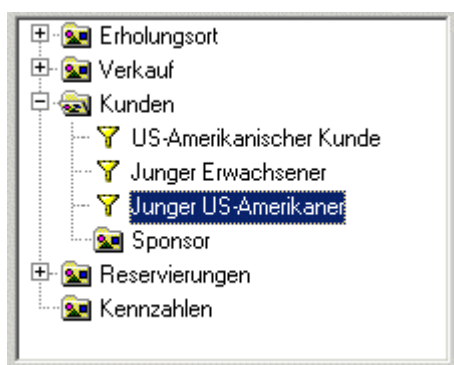 Erholungsort
Verkauf
Kunden
US-Amerikanischer Kunde
Junger Erwachsener
Junger US-Amerikaner
Sponsor
Reservierungen
Kennzahlen